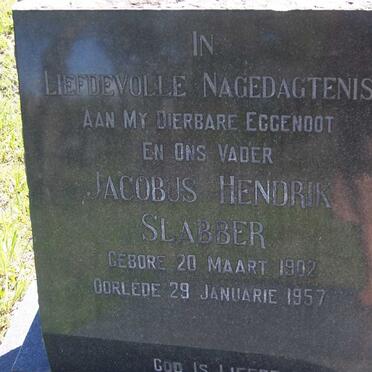 IN
LIEFDEVOLLE NAGEDAGTENIS
AAN MY DIERBARE EGGENOOT
EN ONS VADER
JACOBUS HENDRIK
SLABBER
GEBORE 20 MAART 1902
OORLEDE 29 JANUARIE 1957
GOD IS LIEFDE